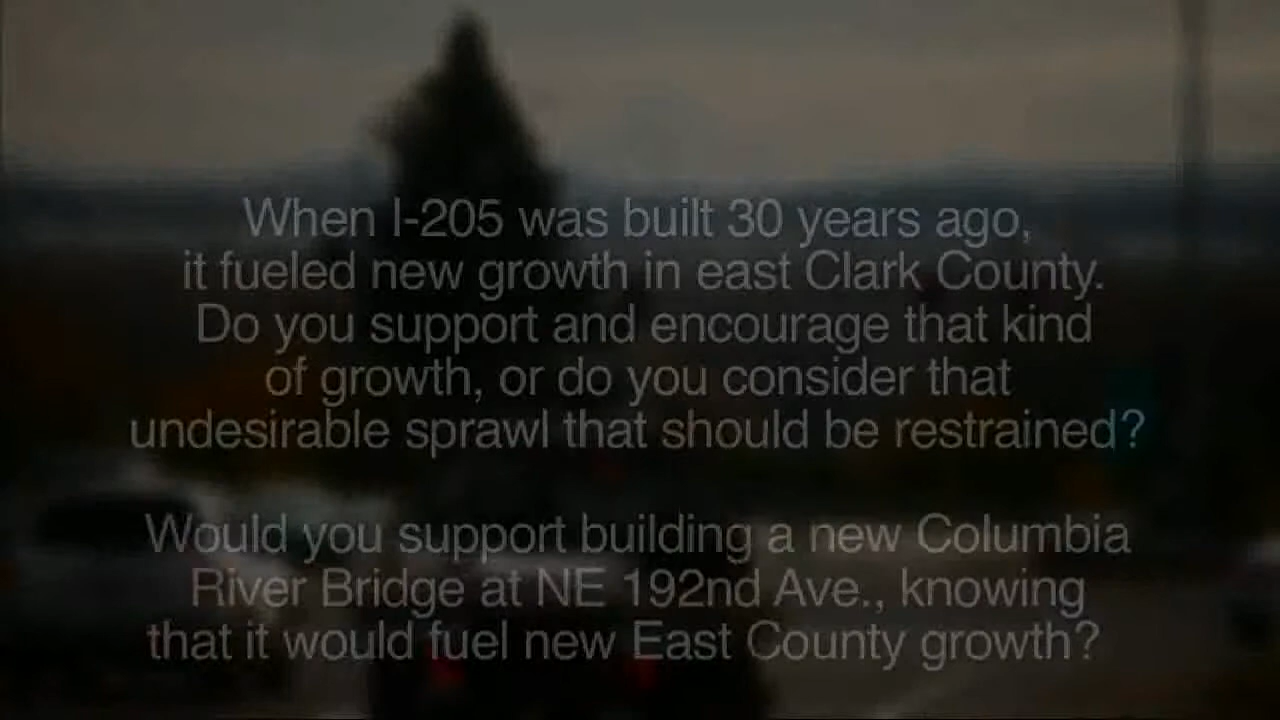 When I-205 was built 30 years ago,
it fueled new growth in east Clark County.
Do you support and encourage that kind
of growth, or do you consider that
undesirable sprawl that should be restrained?
Would you support building a new Columbia
River Bridge at NE 192nd Ave., knowing
that it would fuel new East County growth?